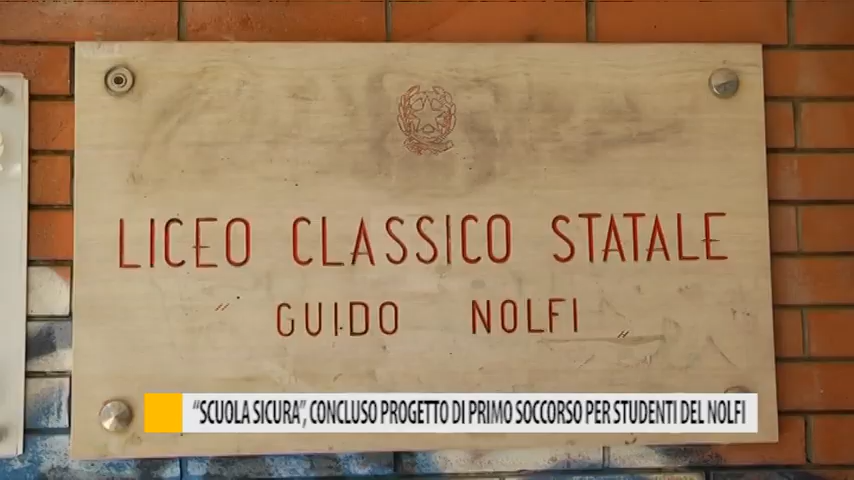 LICEO CLASSICO STATALE
" GUIDO NOLFI "
"SCUOLA SICURA", CONCLUSO PROGETTO DI PRIMO SOCCORSO PER STUDENTI DEL NOLFI